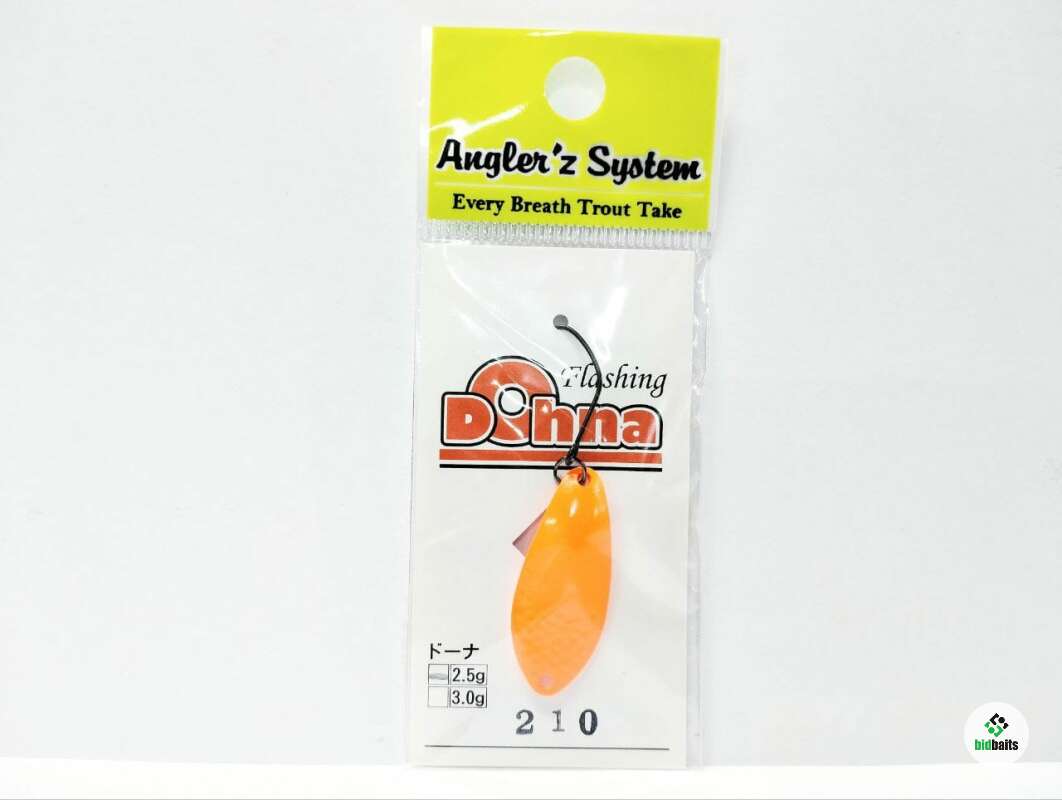 Angler'z System
Every Breath Trout Take
Flashing
Dohna
ドーナ
2.5g
3.0g
210
bidbaits